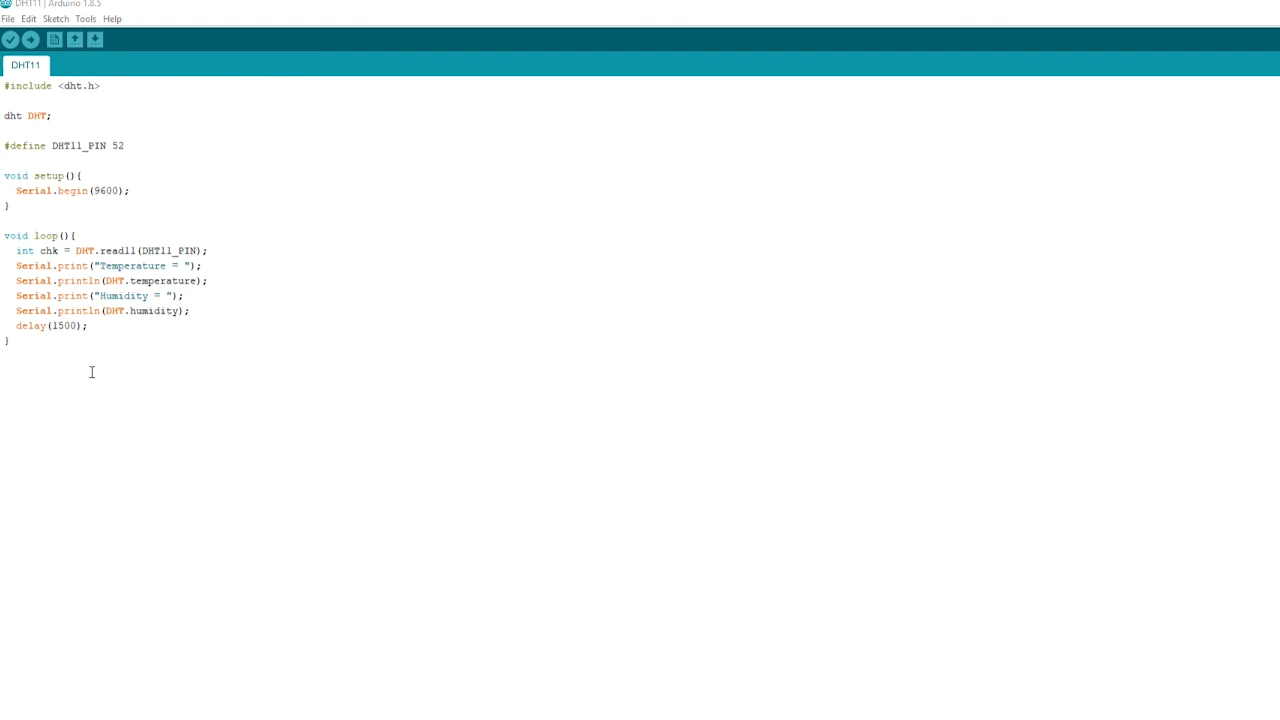 DHT11 | Arduino 1.8.5
File Edit Sketch Tools Help
DHT11
#include <dht.h>
dht DHT;
#define DHT11_PIN 52
void setup(){
Serial.begin(9600);
}
void loop(){
int chk = DHT.read11(DHT11_PIN);
Serial.print("Temperature = ");
Serial.println(DHT.temperature);
Serial.print("Humidity = ");
Serial.println(DHT.humidity);
delay(1500);
}